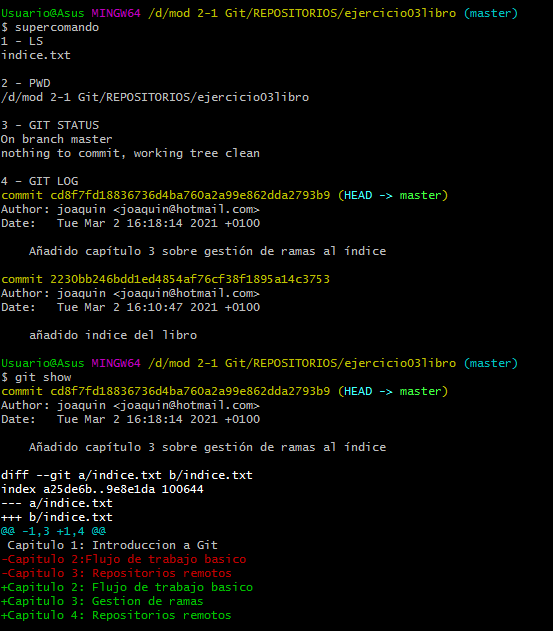 Usuario@Asus MINGW64 /d/mod 2-1 Git/REPOSITORIOS/ejercicio03libro (master)
$ supercomando
1 - LS
indice.txt
2 - PWD
/d/mod 2-1 Git/REPOSITORIOS/ejercicio03libro
3 - GIT STATUS
On branch master
nothing to commit, working tree clean
4 - GIT LOG
commit cd8f7fd18836736d4ba760a2a99e862dda2793b9 (HEAD -> master)
Author: joaquin <joaquin@hotmail.com>
Date:   Tue Mar 2 16:18:14 2021 +0100
Añadido capítulo 3 sobre gestión de ramas al índice
commit 2230bb246bdd1ed4854af76cf38f1895a14c3753
Author: joaquin <joaquin@hotmail.com>
Date:   Tue Mar 2 16:10:47 2021 +0100
añadido indice del libro
Usuario@Asus MINGW64 /d/mod 2-1 Git/REPOSITORIOS/ejercicio03libro (master)
$ git show
commit cd8f7fd18836736d4ba760a2a99e862dda2793b9 (HEAD -> master)
Author: joaquin <joaquin@hotmail.com>
Date:   Tue Mar 2 16:18:14 2021 +0100
Añadido capítulo 3 sobre gestión de ramas al índice
diff --git a/indice.txt b/indice.txt
index a25de6b..9e8e1da 100644
--- a/indice.txt
+++ b/indice.txt
@@ -1,3 +1,4 @@
Capitulo 1: Introduccion a Git
-Capitulo 2:Flujo de trabajo basico
-Capitulo 3: Repositorios remotos
+Capitulo 2: Flujo de trabajo basico
+Capitulo 3: Gestion de ramas
+Capitulo 4: Repositorios remotos